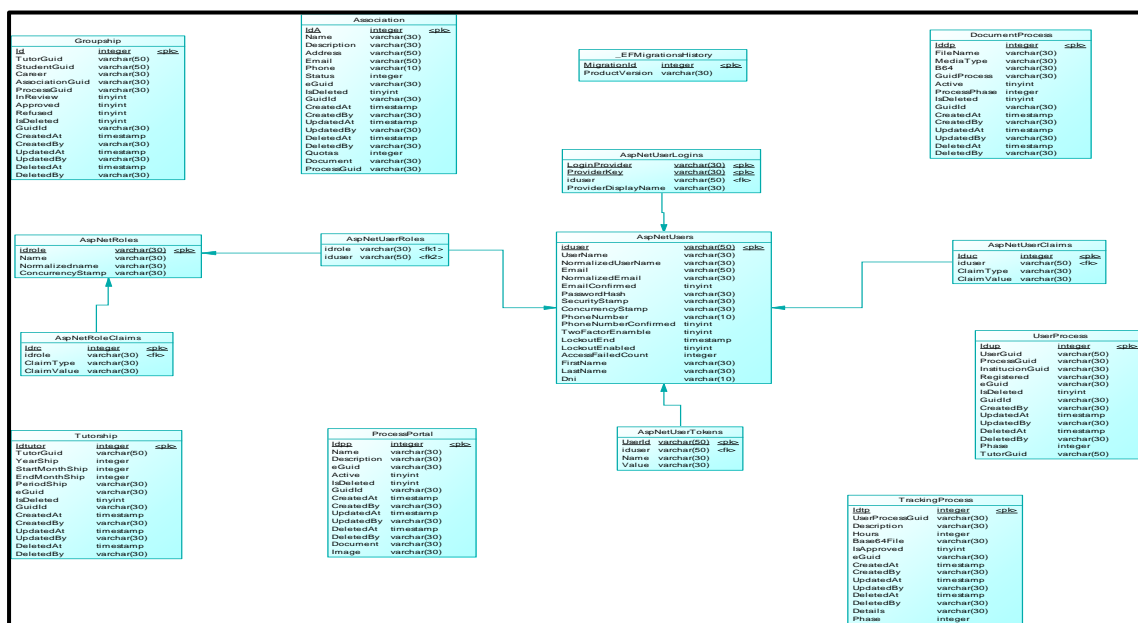 Groupship
Id integer <pk>
TutorGuid varchar(50)
StudentGuid varchar(50)
Career varchar(30)
AssociationGuid varchar(30)
ProcessGuid varchar(30)
InReview tinyint
Approved tinyint
Refused tinyint
IsDeleted tinyint
GuidId varchar(30)
CreatedAt timestamp
CreatedBy varchar(30)
UpdatedAt timestamp
UpdatedBy varchar(30)
DeletedAt timestamp
DeletedBy varchar(30)
Association
IdA integer <pk>
Name varchar(30)
Description varchar(30)
Address varchar(50)
Email varchar(50)
Phone varchar(10)
Status integer
eGuid varchar(30)
IsDeleted tinyint
GuidId varchar(30)
CreatedAt timestamp
CreatedBy varchar(30)
UpdatedAt timestamp
UpdatedBy varchar(30)
DeletedAt timestamp
DeletedBy varchar(30)
Quotas integer
Document varchar(30)
ProcessGuid varchar(30)
_EFMigrationsHistory
MigrationId integer <pk>
ProductVersion varchar(30)
DocumentProcess
Iddp integer <pk>
FileName varchar(30)
MediaType varchar(30)
B64 varchar(30)
GuidProcess varchar(30)
Active tinyint
ProcessPhase integer
IsDeleted tinyint
GuidId varchar(30)
CreatedAt timestamp
CreatedBy varchar(30)
UpdatedAt timestamp
UpdatedBy varchar(30)
DeletedAt timestamp
DeletedBy varchar(30)
AspNetUserLogins
LoginProvider varchar(30) <pk>
ProviderKey varchar(30) <pk>
iduser varchar(50) <fk>
ProviderDisplayName varchar(30)
AspNetRoles
idrole varchar(30) <pk>
Name varchar(30)
Normalizedname varchar(30)
ConcurrencyStamp varchar(30)
AspNetUserRoles
idrole varchar(30) <fk1>
iduser varchar(50) <fk2>
AspNetUsers
iduser varchar(50) <pk>
UserName varchar(30)
NormalizedUserName varchar(30)
Email varchar(50)
NormalizedEmail varchar(30)
EmailConfirmed tinyint
PasswordHash varchar(30)
SecurityStamp varchar(30)
ConcurrencyStamp varchar(30)
PhoneNumber varchar(10)
PhoneNumberConfirmed tinyint
TwoFactorEnamble tinyint
LockoutEnd timestamp
LockoutEnabled tinyint
AccessFailedCount integer
FirstName varchar(30)
LastName varchar(30)
Dni varchar(10)
AspNetUserClaims
Iduc integer <pk>
iduser varchar(50) <fk>
ClaimType varchar(30)
ClaimValue varchar(30)
AspNetRoleClaims
Idrc integer <pk>
idrole varchar(30) <fk>
ClaimType varchar(30)
ClaimValue varchar(30)
UserProcess
Idup integer <pk>
UserGuid varchar(50)
ProcessGuid varchar(30)
InstitucionGuid varchar(30)
Registered varchar(30)
eGuid varchar(30)
IsDeleted tinyint
GuidId varchar(30)
CreatedBy varchar(30)
UpdatedAt timestamp
UpdatedBy varchar(30)
DeletedAt timestamp
DeletedBy varchar(30)
Phase integer
TutorGuid varchar(50)
Tutorship
Idtutor integer <pk>
TutorGuid varchar(50)
YearShip integer
StartMonthShip integer
EndMonthShip integer
PeriodShip varchar(30)
eGuid varchar(30)
IsDeleted tinyint
GuidId varchar(30)
CreatedAt timestamp
CreatedBy varchar(30)
UpdatedAt timestamp
UpdatedBy varchar(30)
DeletedAt timestamp
DeletedBy varchar(30)
ProcessPortal
Idpp integer <pk>
Name varchar(30)
Description varchar(30)
eGuid varchar(30)
Active tinyint
IsDeleted tinyint
GuidId varchar(30)
CreatedAt timestamp
CreatedBy varchar(30)
UpdatedAt timestamp
UpdatedBy varchar(30)
DeletedAt timestamp
DeletedBy varchar(30)
Document varchar(30)
Image varchar(30)
AspNetUserTokens
UserId varchar(50) <pk>
iduser varchar(50) <fk>
Name varchar(30)
Value varchar(30)
TrackingProcess
Idtp integer <pk>
UserProcessGuid varchar(30)
Description varchar(30)
Hours integer
Base64File varchar(30)
IsApproved tinyint
eGuid varchar(30)
CreatedAt timestamp
CreatedBy varchar(30)
UpdatedAt timestamp
UpdatedBy varchar(30)
DeletedAt timestamp
DeletedBy varchar(30)
Details varchar(30)
Phase integer